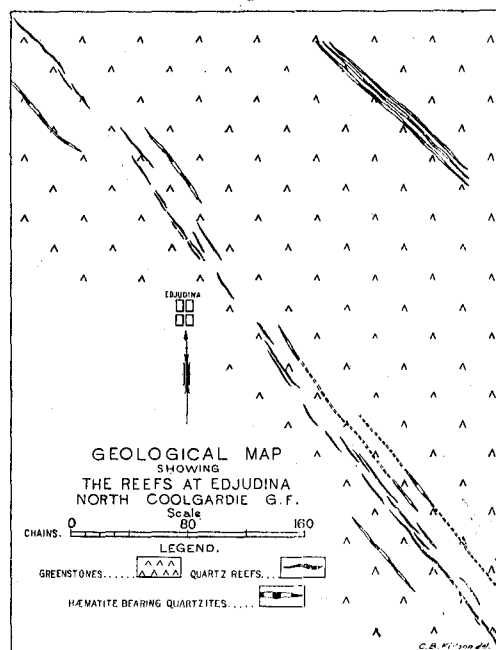 EDJUDINA
GEOLOGICAL MAP
SHOWING
THE REEFS AT EDJUDINA
NORTH COOLGARDIE G.F.
Scale
CHAINS. 0 80 160
LEGEND.
GREENSTONES..... QUARTZ REEFS...
HÆMATITE BEARING QUARTZITES.....
C.B. del.